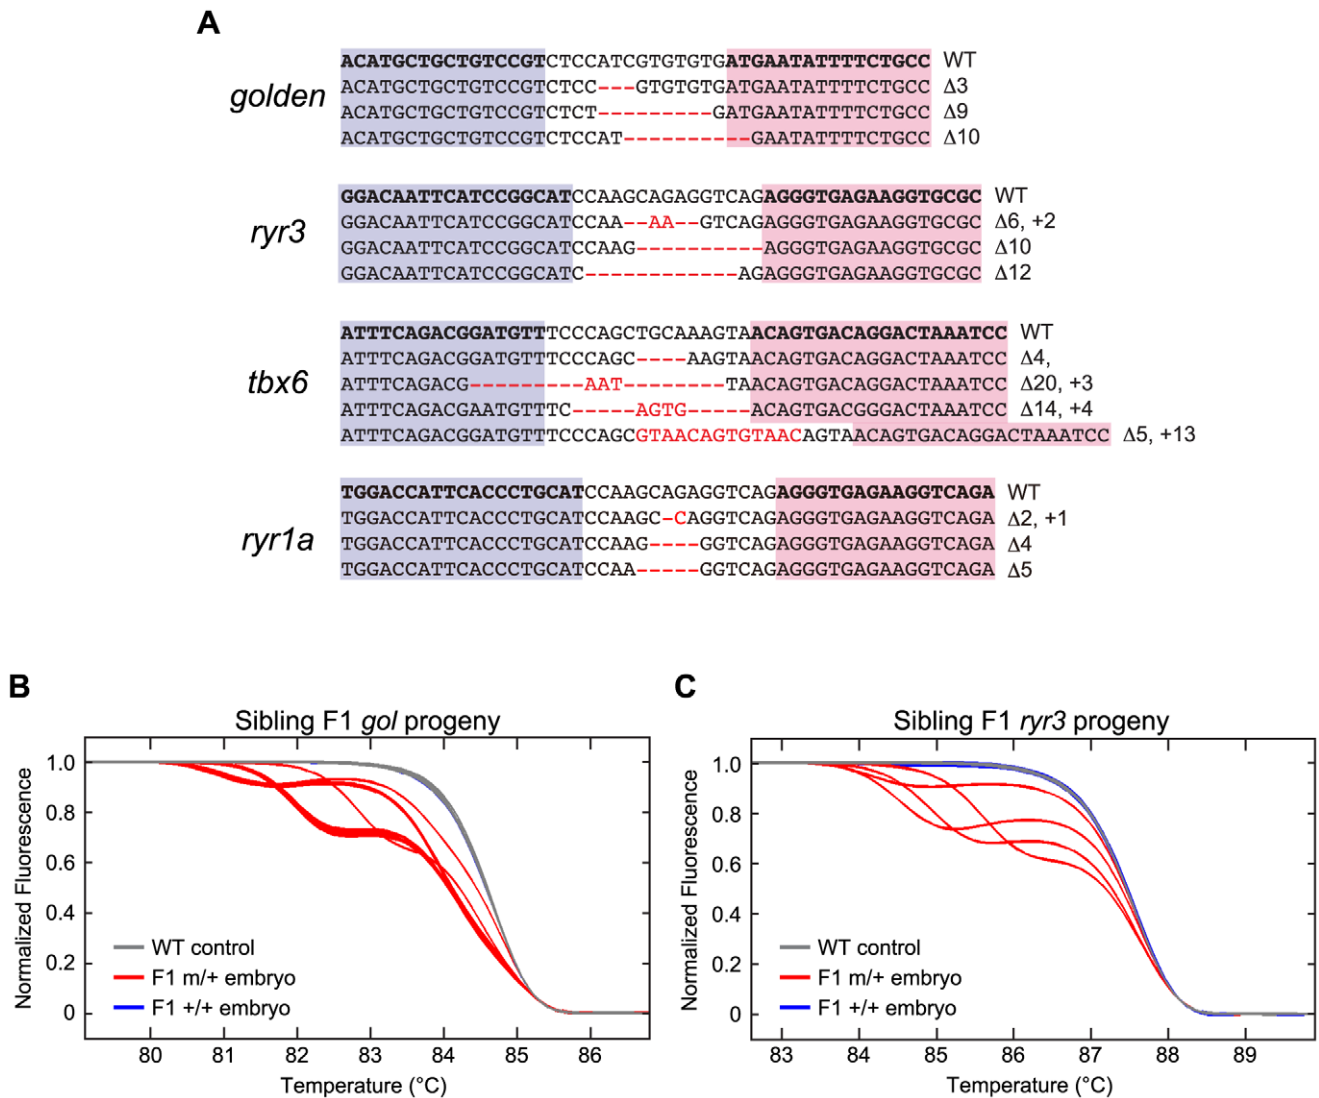 A
golden
ACATGCTGCTGTCCGTCTCCATCGTGTGTGATGAATATTTTCTGCC WT
ACATGCTGCTGTCCGTCTCC---GTGTGTGATGAATATTTTCTGCC Δ3
ACATGCTGCTGTCCGTCTCT---------GATGAATATTTTCTGCC Δ9
ACATGCTGCTGTCCGTCTCCAT----------GAATATTTTCTGCC Δ10
ryr3
GGACAATTCATCCGGCATCCAAGCAGAGGTCAGAGGGTGAGAAGGTGCGC WT
GGACAATTCATCCGGCATCCAA--AA--GTCAGAGGGTGAGAAGGTGCGC Δ6, +2
GGACAATTCATCCGGCATCCAAG----------AGGGTGAGAAGGTGCGC Δ10
GGACAATTCATCCGGCATC------------AGAGGGTGAGAAGGTGCGC Δ12
tbx6
ATTTCAGACGGATGTTTCCCAGCTGCAAAGTAACAGTGACAGGACTAAATCC WT
ATTTCAGACGGATGTTTCCCAGC----AAGTAACAGTGACAGGACTAAATCC Δ4,
ATTTCAGACG---------AAT--------TAACAGTGACAGGACTAAATCC Δ20, +3
ATTTCAGACGAATGTTTC-----AGTG-----ACAGTGACGGGACTAAATCC Δ14, +4
ATTTCAGACGGATGTTTCCCAGCGTAACAGTGTAACAGTAACAGTGACAGGACTAAATCC Δ5, +13
ryr1a
TGGACCATTCACCCTGCATCCAAGCAGAGGTCAGAGGGTGAGAAGGTCAGA WT
TGGACCATTCACCCTGCATCCAAGC-CAGGTCAGAGGGTGAGAAGGTCAGA Δ2, +1
TGGACCATTCACCCTGCATCCAAG----GGTCAGAGGGTGAGAAGGTCAGA Δ4
TGGACCATTCACCCTGCATCCAA-----GGTCAGAGGGTGAGAAGGTCAGA Δ5
B
Sibling F1 gol progeny
Normalized Fluorescence
1.0
0.8
0.6
0.4
0.2
0
WT control
F1 m/+ embryo
F1 +/+ embryo
80 81 82 83 84 85 86
Temperature (°C)
C
Sibling F1 ryr3 progeny
Normalized Fluorescence
1.0
0.8
0.6
0.4
0.2
0
WT control
F1 m/+ embryo
F1 +/+ embryo
83 84 85 86 87 88 89
Temperature (°C)